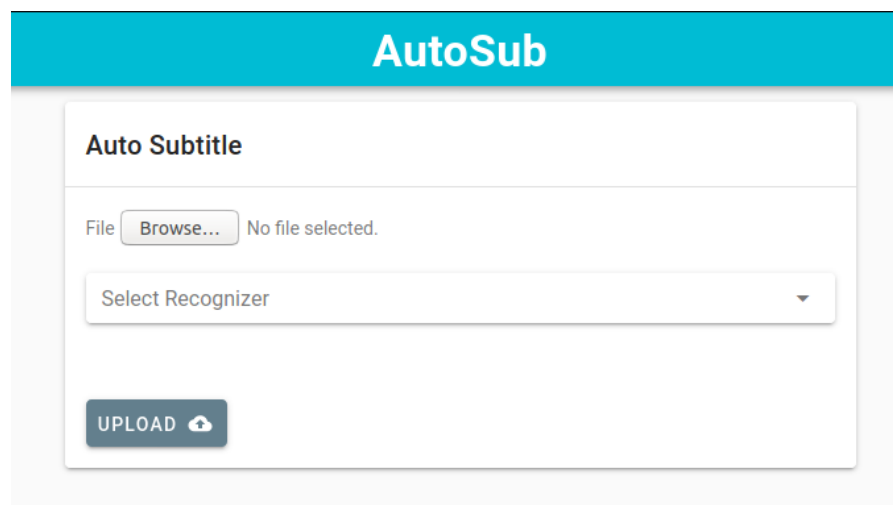 AutoSub
Auto Subtitle
File Browse... No file selected.
Select Recognizer
UPLOAD